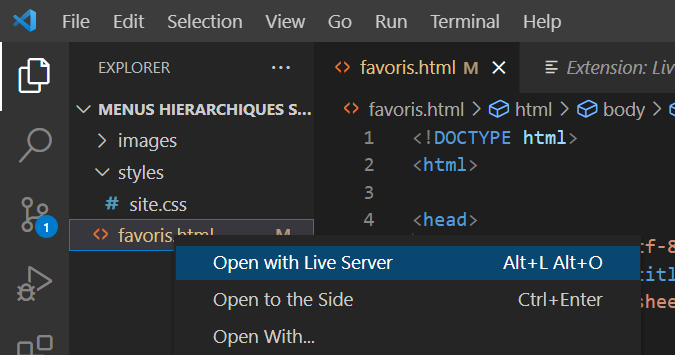 File Edit Selection View Go Run Terminal Help
EXPLORER ...
favoris.html M
Extension: Liv
MENUS HIERARCHIQUES S...
favoris.html > html > body >
images
1 <!DOCTYPE html>
styles
2 <html>
3
# site.css
4 <head>
favoris.html M
1
Open with Live Server Alt+L Alt+O
tf-8
Open to the Side Ctrl+Enter
Open With...